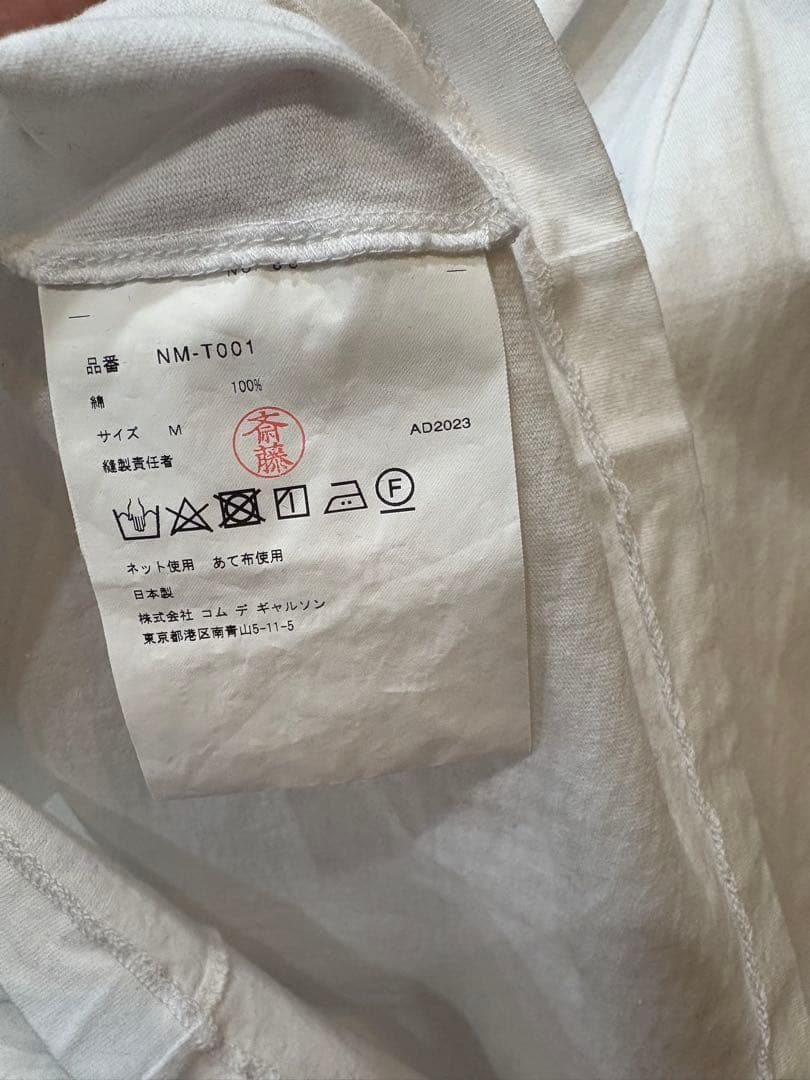 品番 NM-T001
綿 100%
サイズ M AD2023
縫製責任者 斎藤
F
ネット使用 あて布使用
日本製
株式会社 コム デ ギャルソン
東京都港区南青山5-11-5